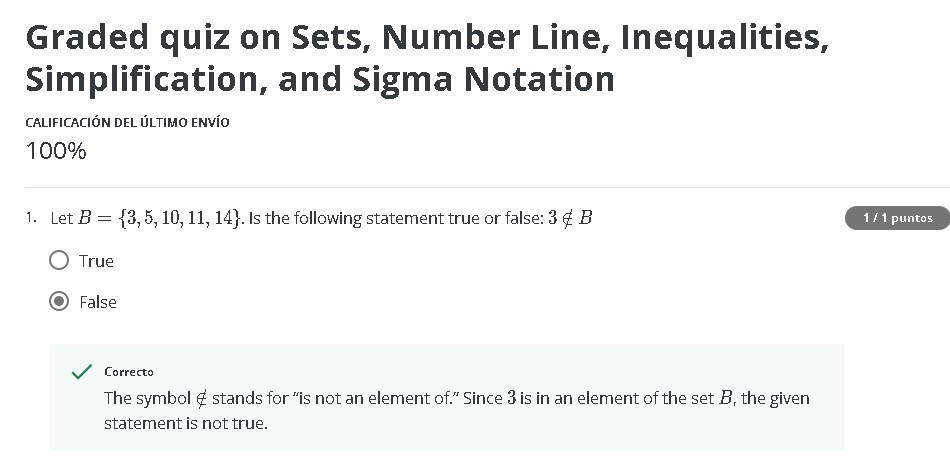 Graded quiz on Sets, Number Line, Inequalities,
Simplification, and Sigma Notation
CALIFICACIÓN DEL ÚLTIMO ENVÍO
100%
1. Let B = {3, 5, 10, 11, 14}. Is the following statement true or false: 3 ∉ B
1 / 1 puntos
True
False
Correcto
The symbol ∉ stands for “is not an element of.” Since 3 is in an element of the set B, the given
statement is not true.